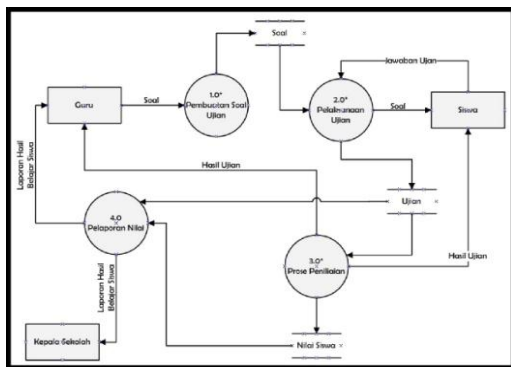 Soal
Jawaban Ujian
1.0*
Pembuatan Soal
Ujian
2.0*
Pelaksanaan
Ujian
Guru
Soal
Soal
Siswa
Laporan Hasil
Belajar Siswa
Hasil Ujian
Ujian
4.0
Pelaporan Nilai
3.0*
Prose Penilaian
Hasil Ujian
Laporan Hasil
Belajar Siswa
Kepala Sekolah
Nilai Siswa